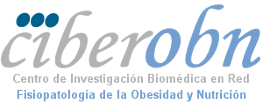 ciberobn
Centro de Investigación Biomédica en Red
Fisiopatología de la Obesidad y Nutrición